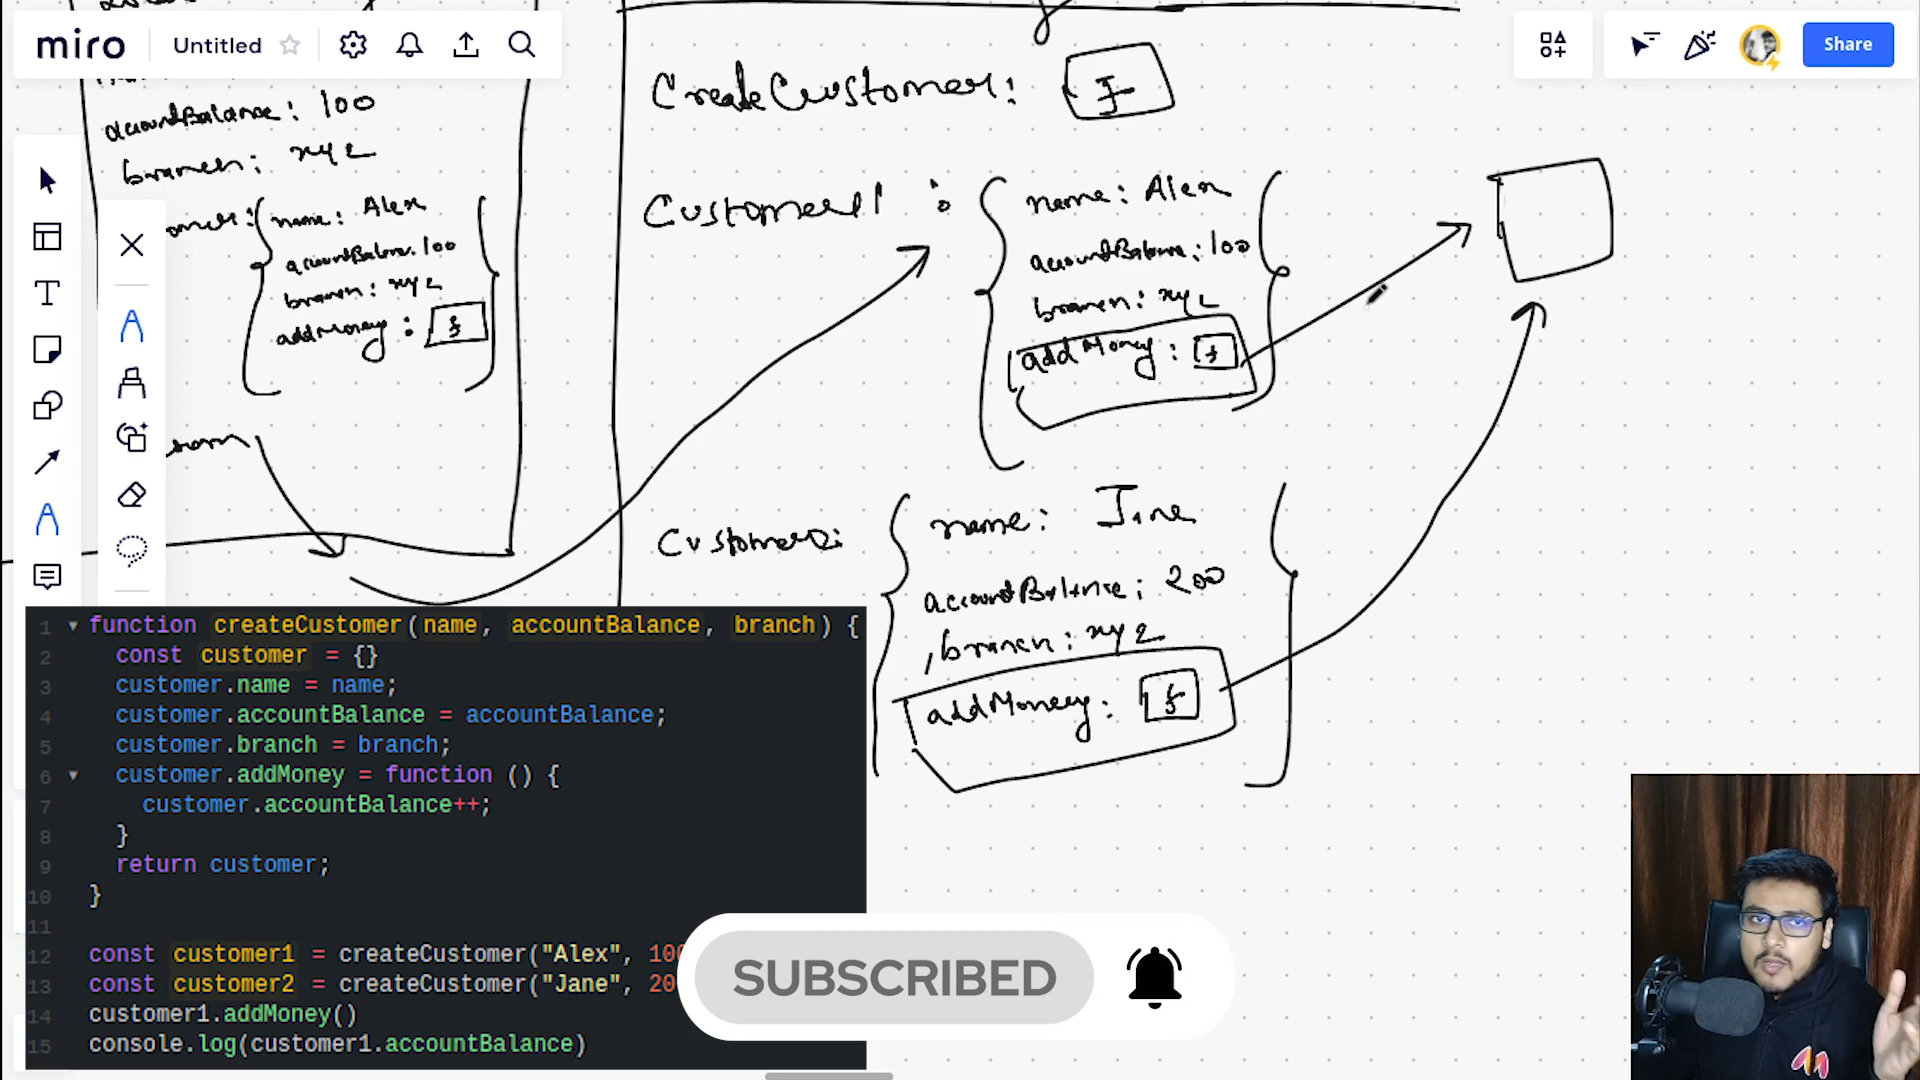 miro Untitled
Share
CreateCustomer: f
accountBalance: 100
branch: xyz
Customer1 : { name: Alex
accountBalance: 100
branch: xyz
addMoney: f }
omer: { name: Alex
accountBalance: 100
branch: xyz
addMoney: f }
Customer2: { name: Jane
accountBalance: 200
, branch: xyz
addMoney: f }
1 function createCustomer(name, accountBalance, branch) {
2 const customer = {}
3 customer.name = name;
4 customer.accountBalance = accountBalance;
5 customer.branch = branch;
6 customer.addMoney = function () {
7 customer.accountBalance++;
8 }
9 return customer;
10 }
11
12 const customer1 = createCustomer("Alex", 100
13 const customer2 = createCustomer("Jane", 20
14 customer1.addMoney()
15 console.log(customer1.accountBalance)
SUBSCRIBED